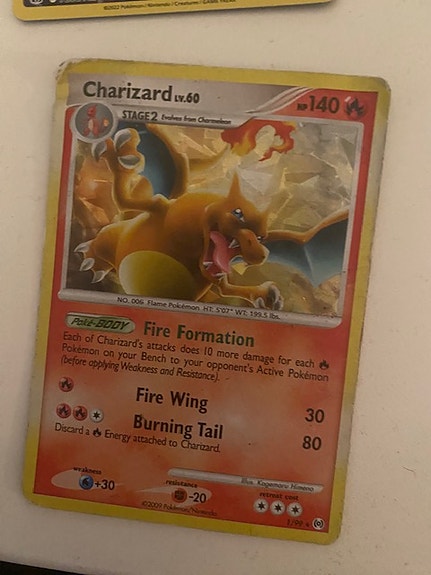 ©2022 Pokémon / Nintendo / Creatures / GAME FREAK
Charizard LV.60
HP 140
STAGE 2 Evolves from Charmeleon
NO. 006 Flame Pokémon HT: 5'07" WT: 199.5 lbs.
Poké-BODY Fire Formation
Each of Charizard's attacks does 10 more damage for each
Pokémon on your Bench to your opponent's Active Pokémon
(before applying Weakness and Resistance).
Fire Wing 30
Burning Tail 80
Discard a Energy attached to Charizard.
Illus. Kagemaru Himeno
weakness resistance retreat cost
+30 -20
©2009 Pokémon/Nintendo
1/99